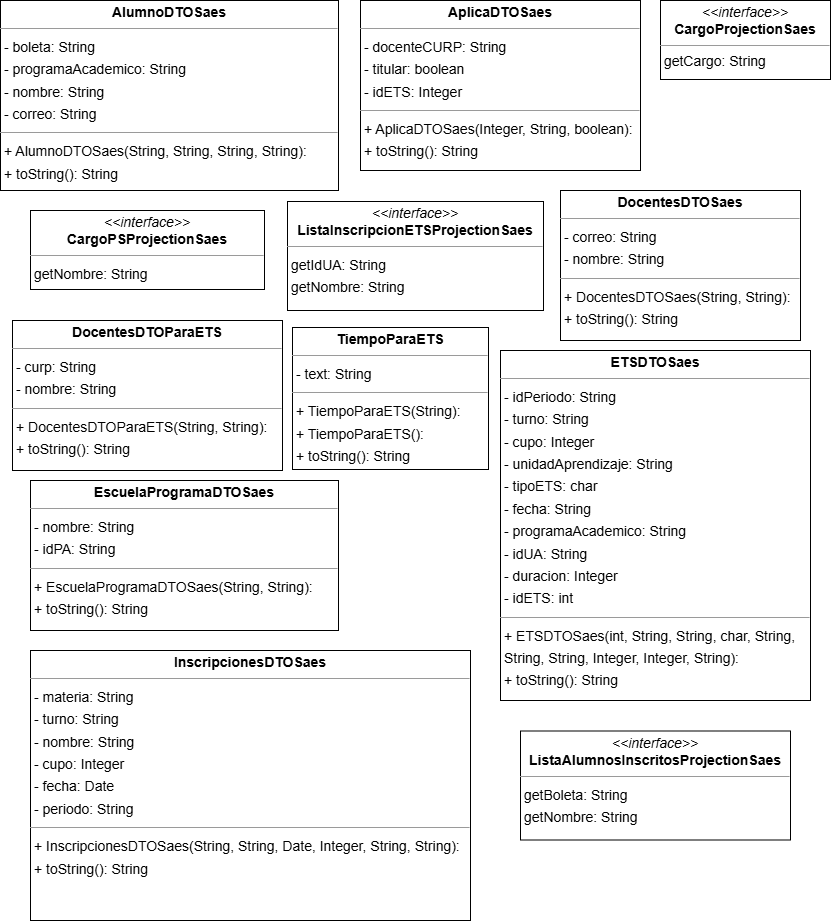 AlumnoDTOSaes
- boleta: String
- programaAcademico: String
- nombre: String
- correo: String
+ AlumnoDTOSaes(String, String, String, String):
+ toString(): String
AplicaDTOSaes
- docenteCURP: String
- titular: boolean
- idETS: Integer
+ AplicaDTOSaes(Integer, String, boolean):
+ toString(): String
<<interface>>
CargoProjectionSaes
getCargo: String
<<interface>>
CargoPSProjectionSaes
getNombre: String
<<interface>>
ListaInscripcionETSProjectionSaes
getIdUA: String
getNombre: String
DocentesDTOSaes
- correo: String
- nombre: String
+ DocentesDTOSaes(String, String):
+ toString(): String
DocentesDTOParaETS
- curp: String
- nombre: String
+ DocentesDTOParaETS(String, String):
+ toString(): String
TiempoParaETS
- text: String
+ TiempoParaETS(String):
+ TiempoParaETS():
+ toString(): String
ETSDTOSaes
- idPeriodo: String
- turno: String
- cupo: Integer
- unidadAprendizaje: String
- tipoETS: char
- fecha: String
- programaAcademico: String
- idUA: String
- duracion: Integer
- idETS: int
+ ETSDTOSaes(int, String, String, char, String,
String, String, Integer, Integer, String):
+ toString(): String
EscuelaProgramaDTOSaes
- nombre: String
- idPA: String
+ EscuelaProgramaDTOSaes(String, String):
+ toString(): String
InscripcionesDTOSaes
- materia: String
- turno: String
- nombre: String
- cupo: Integer
- fecha: Date
- periodo: String
+ InscripcionesDTOSaes(String, String, Date, Integer, String, String):
+ toString(): String
<<interface>>
ListaAlumnosInscritosProjectionSaes
getBoleta: String
getNombre: String